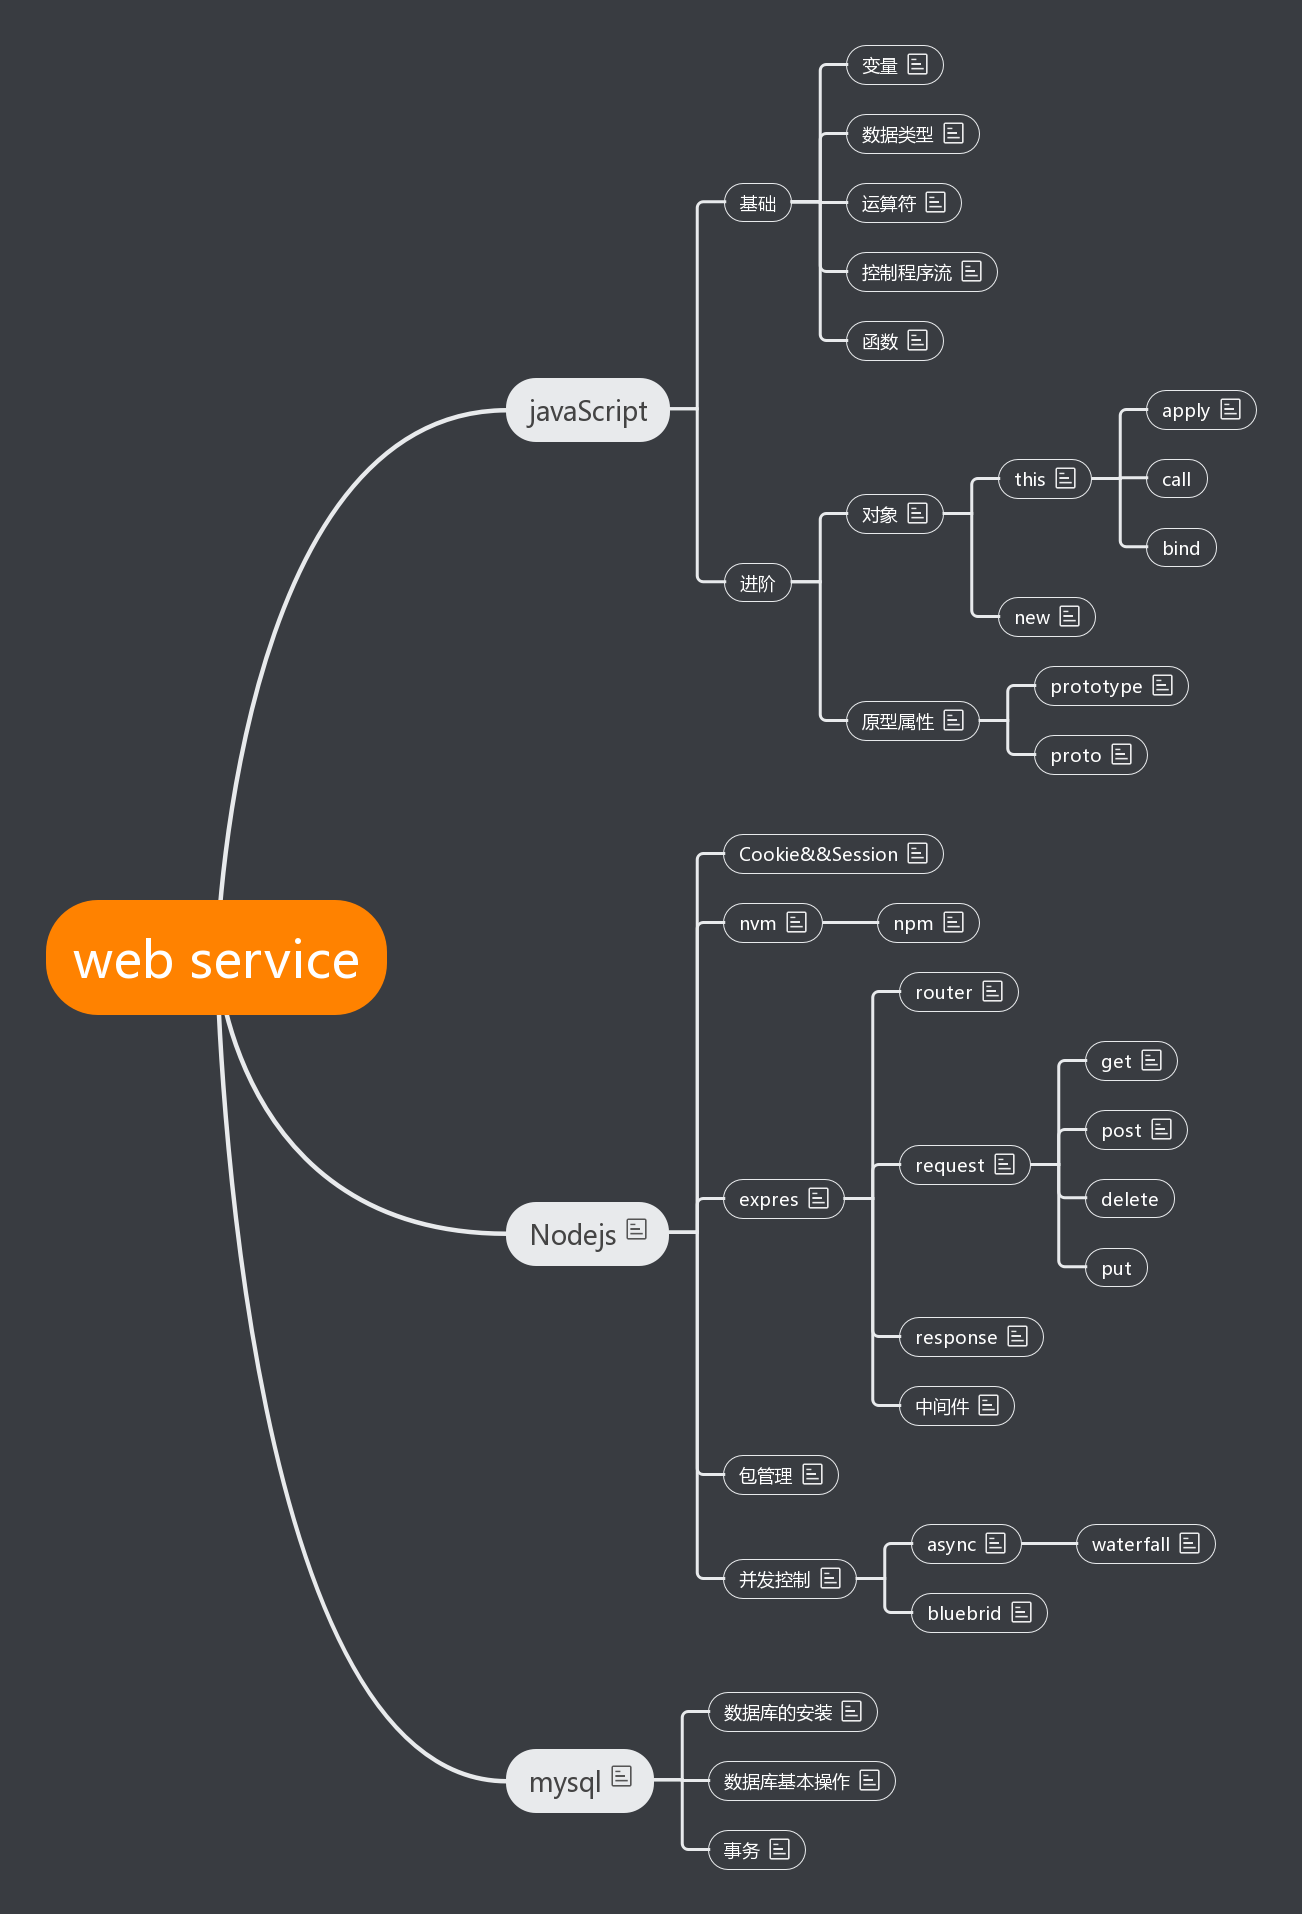 web service
javaScript
基础
变量
数据类型
运算符
控制程序流
函数
进阶
对象
this
apply
call
bind
new
原型属性
prototype
proto
Nodejs
Cookie&&Session
nvm
npm
expres
router
request
get
post
delete
put
response
中间件
包管理
并发控制
async
waterfall
bluebrid
mysql
数据库的安装
数据库基本操作
事务